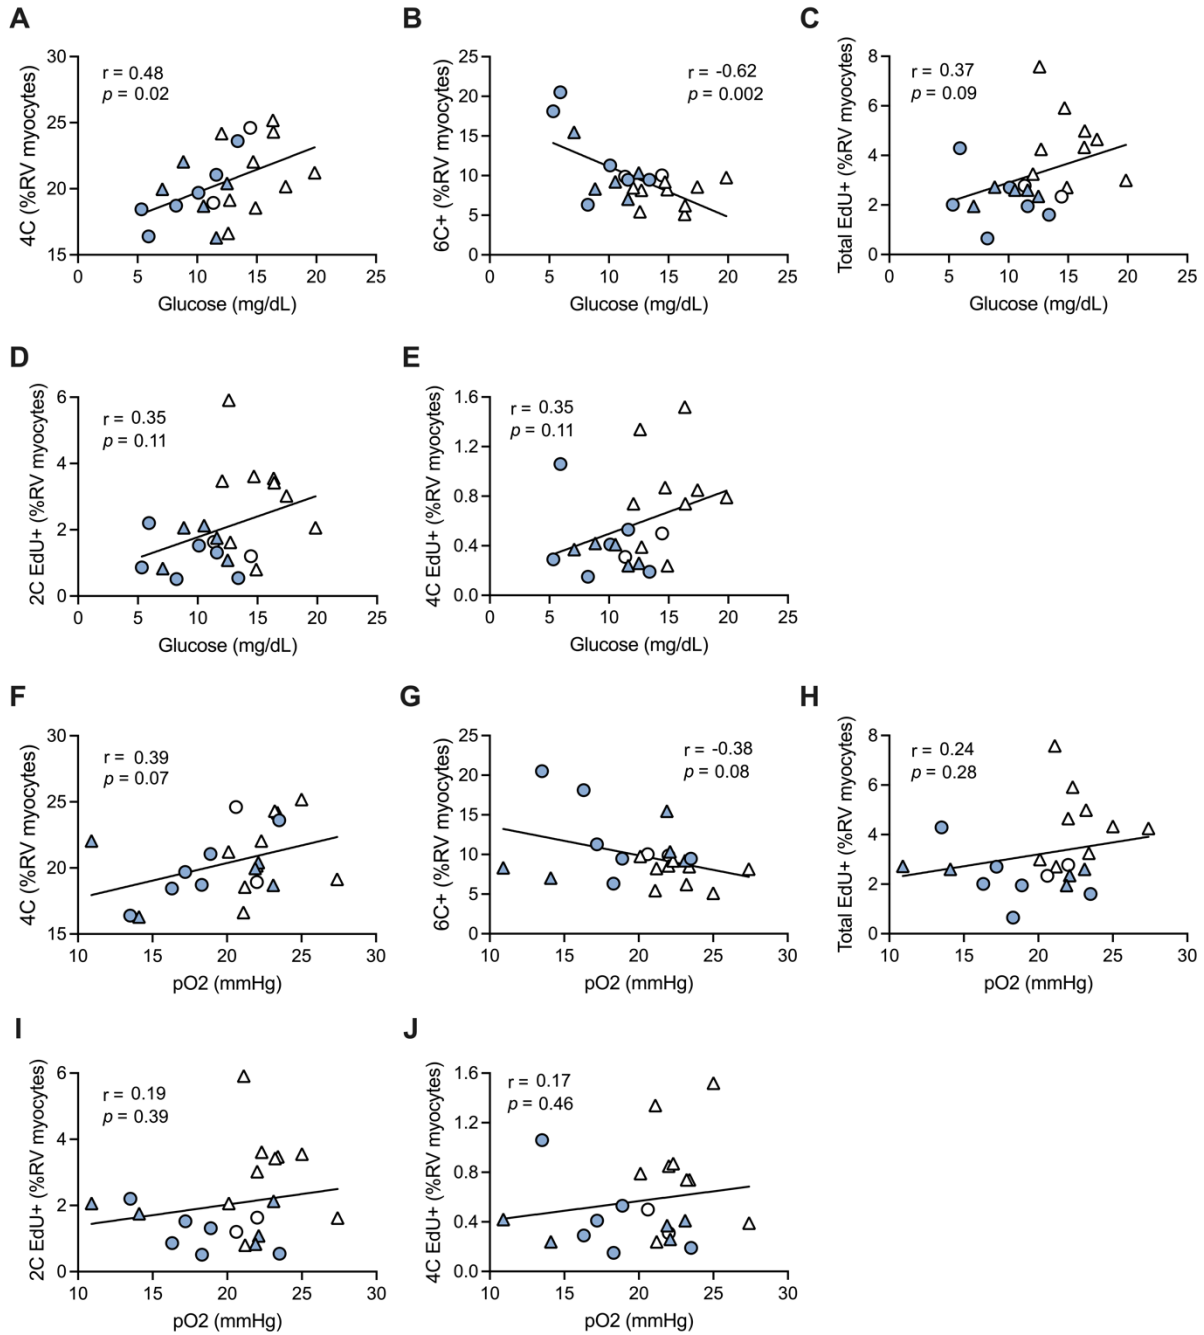 A
4C (%RV myocytes)
30
25
20
15
r = 0.48
p = 0.02
0 5 10 15 20 25
Glucose (mg/dL)
B
6C+ (%RV myocytes)
25
20
15
10
5
0
r = -0.62
p = 0.002
0 5 10 15 20 25
Glucose (mg/dL)
C
Total EdU+ (%RV myocytes)
8
6
4
2
0
r = 0.37
p = 0.09
0 5 10 15 20 25
Glucose (mg/dL)
D
2C EdU+ (%RV myocytes)
6
4
2
0
r = 0.35
p = 0.11
0 5 10 15 20 25
Glucose (mg/dL)
E
4C EdU+ (%RV myocytes)
1.6
1.2
0.8
0.4
0.0
r = 0.35
p = 0.11
0 5 10 15 20 25
Glucose (mg/dL)
F
4C (%RV myocytes)
30
25
20
15
r = 0.39
p = 0.07
10 15 20 25 30
pO2 (mmHg)
G
6C+ (%RV myocytes)
25
20
15
10
5
0
r = -0.38
p = 0.08
10 15 20 25 30
pO2 (mmHg)
H
Total EdU+ (%RV myocytes)
8
6
4
2
0
r = 0.24
p = 0.28
10 15 20 25 30
pO2 (mmHg)
I
2C EdU+ (%RV myocytes)
6
4
2
0
r = 0.19
p = 0.39
10 15 20 25 30
pO2 (mmHg)
J
4C EdU+ (%RV myocytes)
1.6
1.2
0.8
0.4
0.0
r = 0.17
p = 0.46
10 15 20 25 30
pO2 (mmHg)